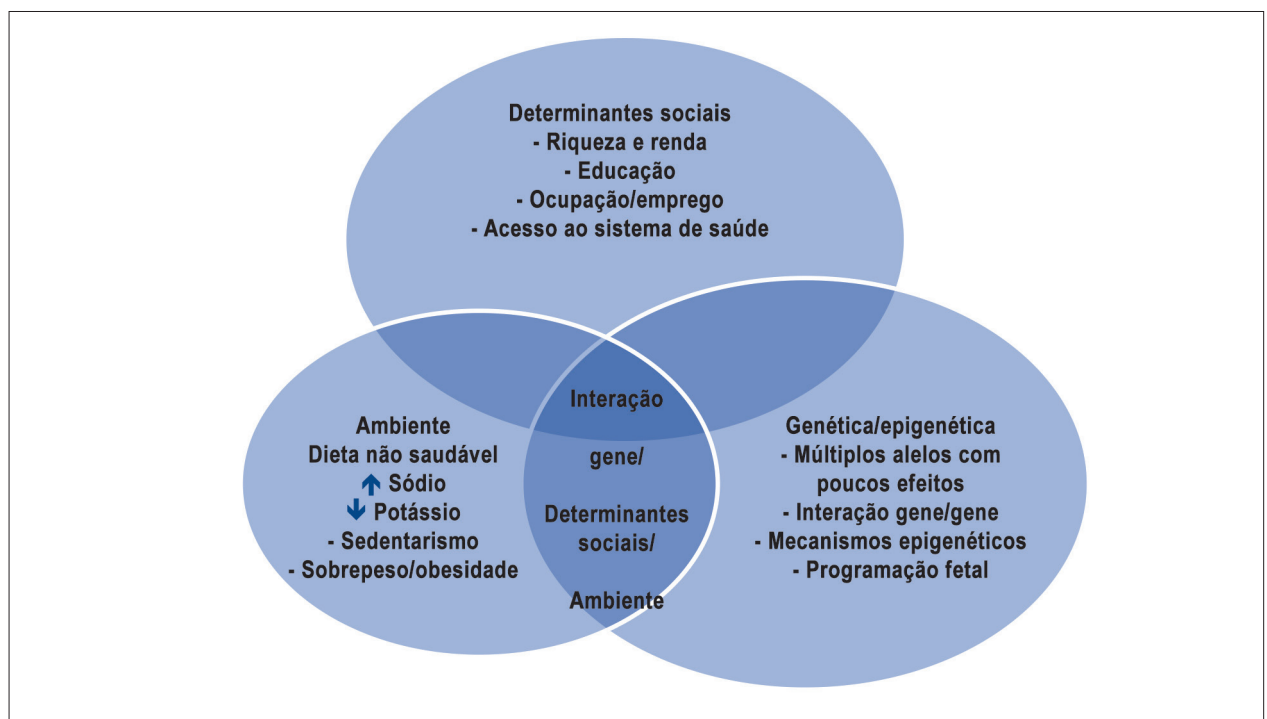 Determinantes sociais
- Riqueza e renda
- Educação
- Ocupação/emprego
- Acesso ao sistema de saúde
Ambiente
Dieta não saudável
↑ Sódio
↓ Potássio
- Sedentarismo
- Sobrepeso/obesidade
Interação
gene/
Determinantes
sociais/
Ambiente
Genética/epigenética
- Múltiplos alelos com
poucos efeitos
- Interação gene/gene
- Mecanismos epigenéticos
- Programação fetal